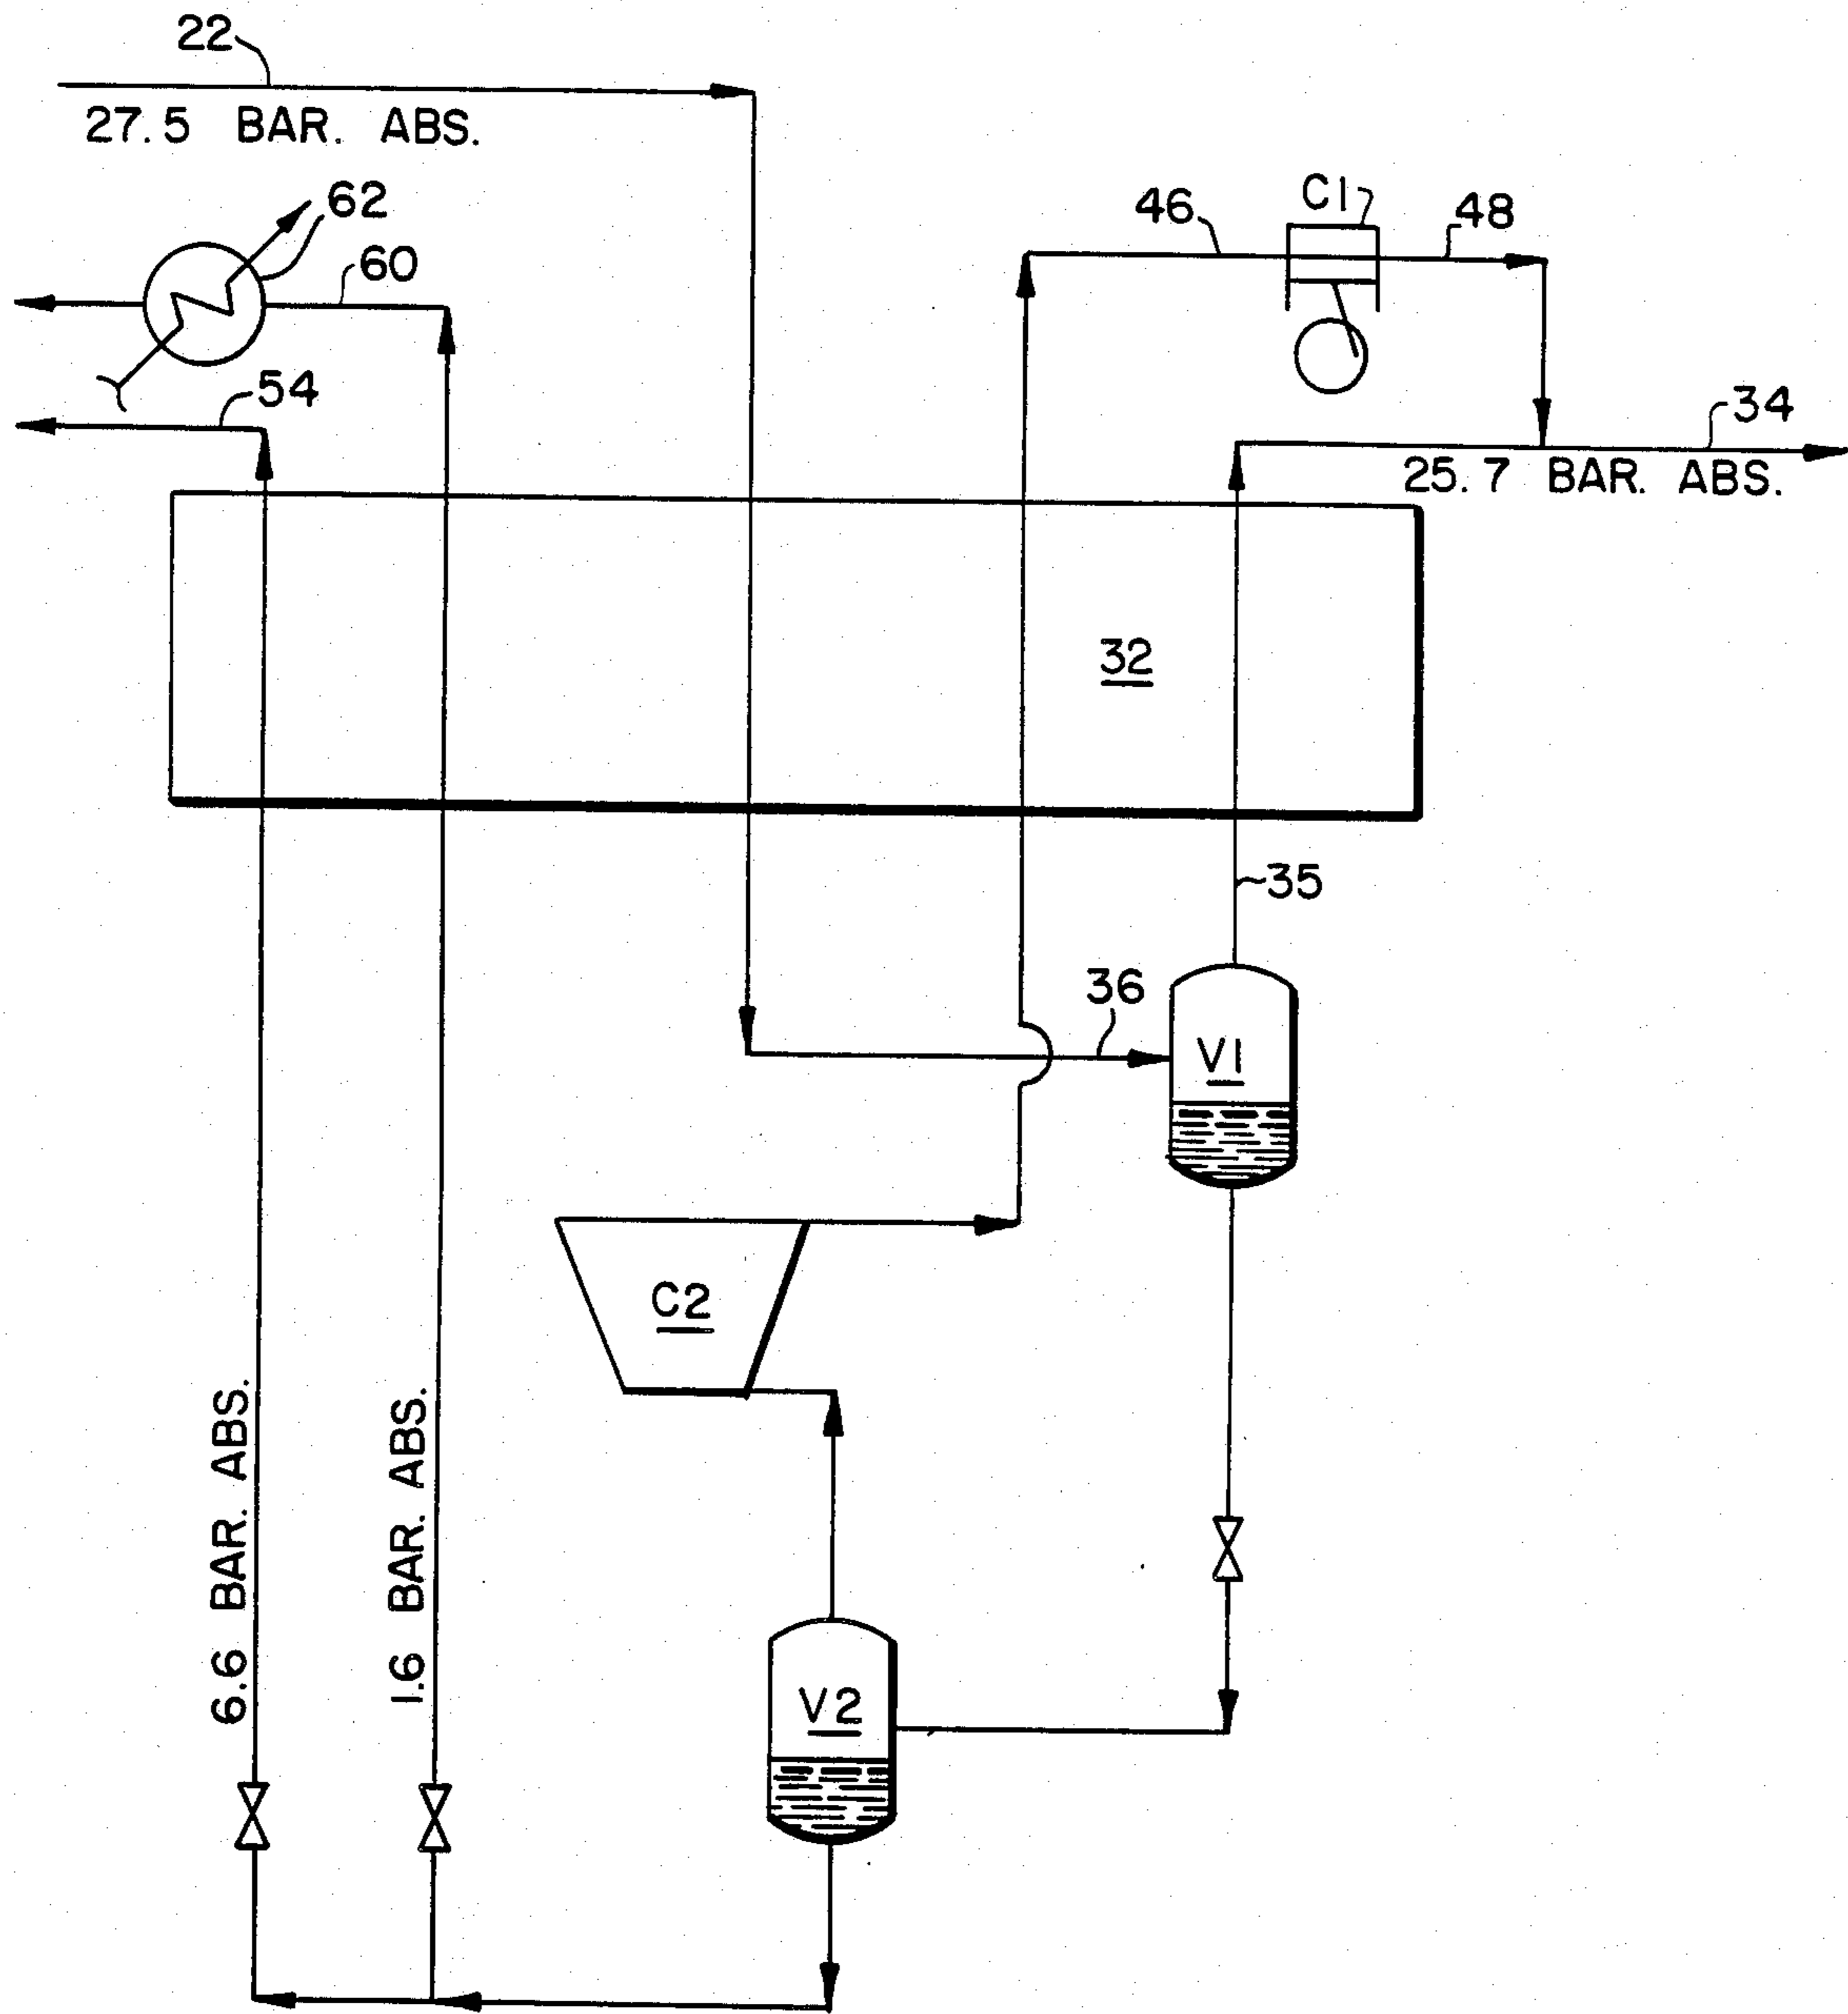 22
27.5 BAR. ABS.
62
60
54
46
C1
48
34
25.7 BAR. ABS.
32
35
36
V1
C2
6.6 BAR. ABS.
1.6 BAR. ABS.
V2